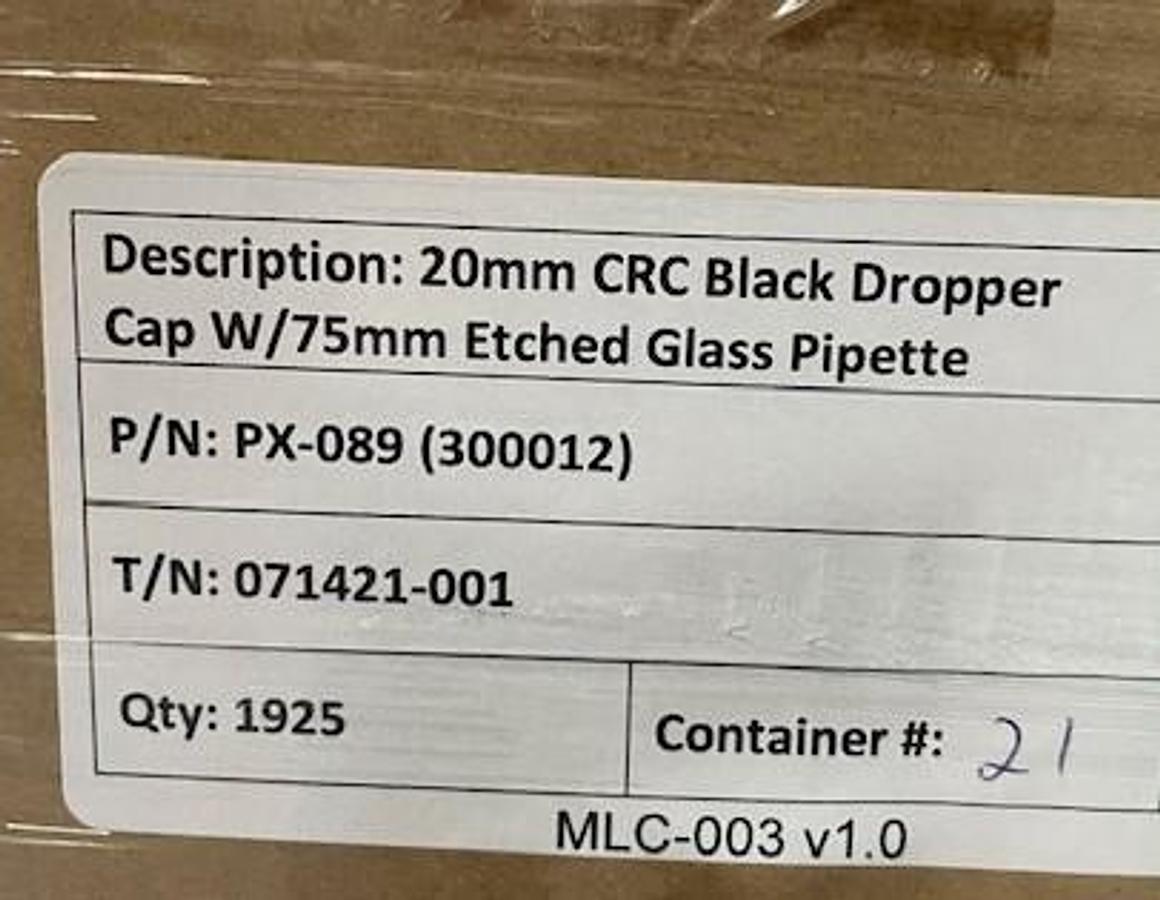 Description: 20mm CRC Black Dropper
Cap W/75mm Etched Glass Pipette
P/N: PX-089 (300012)
T/N: 071421-001
Qty: 1925
Container #: 21
MLC-003 v1.0